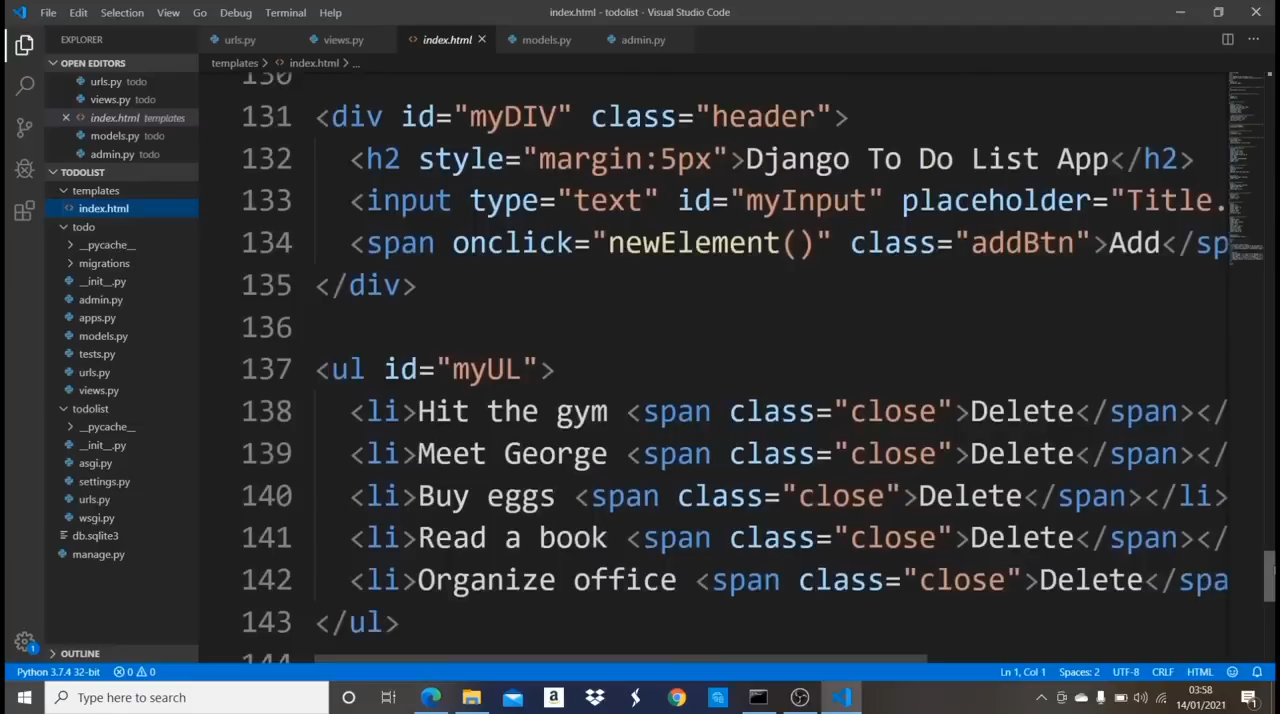 File Edit Selection View Go Debug Terminal Help index.html - todolist - Visual Studio Code
EXPLORER
urls.py views.py index.html models.py admin.py
OPEN EDITORS
templates > index.html > ...
urls.py todo
views.py todo
index.html templates
models.py todo
admin.py todo
TODOLIST
templates
index.html
todo
__pycache__
migrations
__init__.py
admin.py
apps.py
models.py
tests.py
urls.py
views.py
todolist
__pycache__
__init__.py
asgi.py
settings.py
urls.py
wsgi.py
db.sqlite3
manage.py
OUTLINE
130
131 <div id="myDIV" class="header">
132 <h2 style="margin:5px">Django To Do List App</h2>
133 <input type="text" id="myInput" placeholder="Title.
134 <span onclick="newElement()" class="addBtn">Add</sp
135 </div>
136
137 <ul id="myUL">
138 <li>Hit the gym <span class="close">Delete</span></
139 <li>Meet George <span class="close">Delete</span></
140 <li>Buy eggs <span class="close">Delete</span></li>
141 <li>Read a book <span class="close">Delete</span></
142 <li>Organize office <span class="close">Delete</spa
143 </ul>
144
Python 3.7.4 32-bit 0 0 Ln 1, Col 1 Spaces: 2 UTF-8 CRLF HTML
Type here to search
03:58
14/01/2021